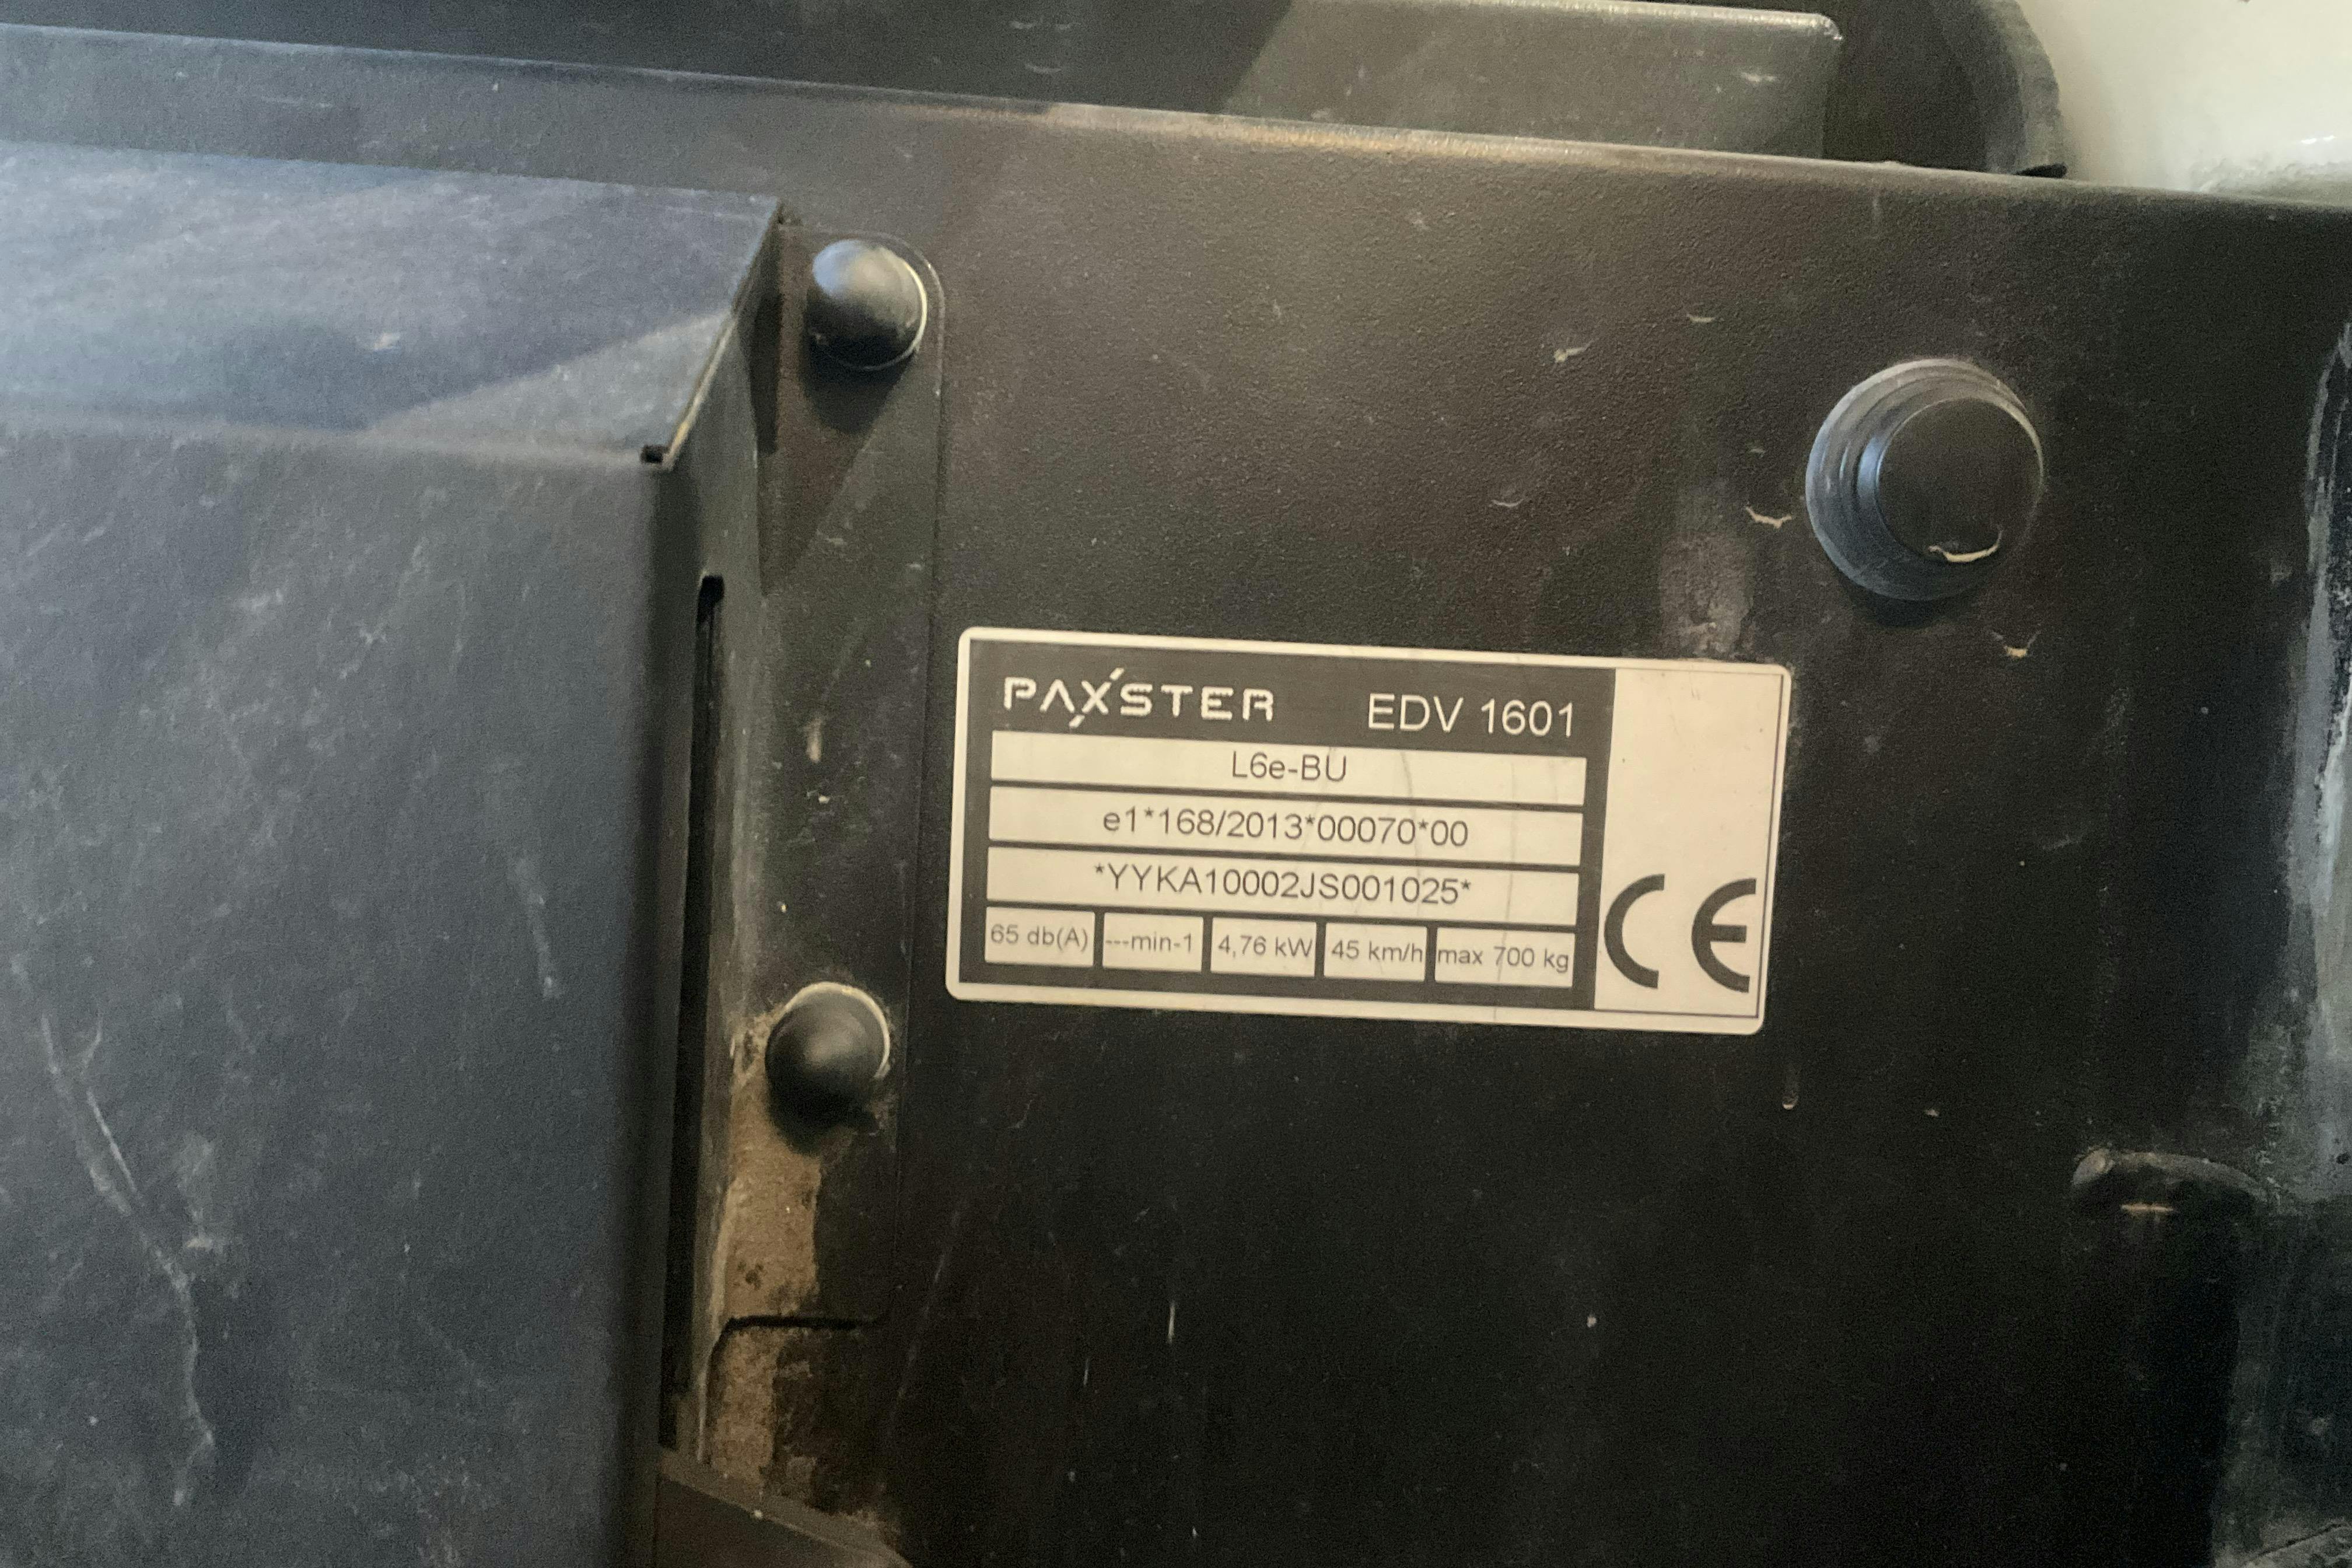 PAXSTER EDV 1601
L6e-BU
e1*168/2013*00070*00
*YYKA10002JS001025*
65 db(A) ---min-1 4,76 kW 45 km/h max 700 kg
CE